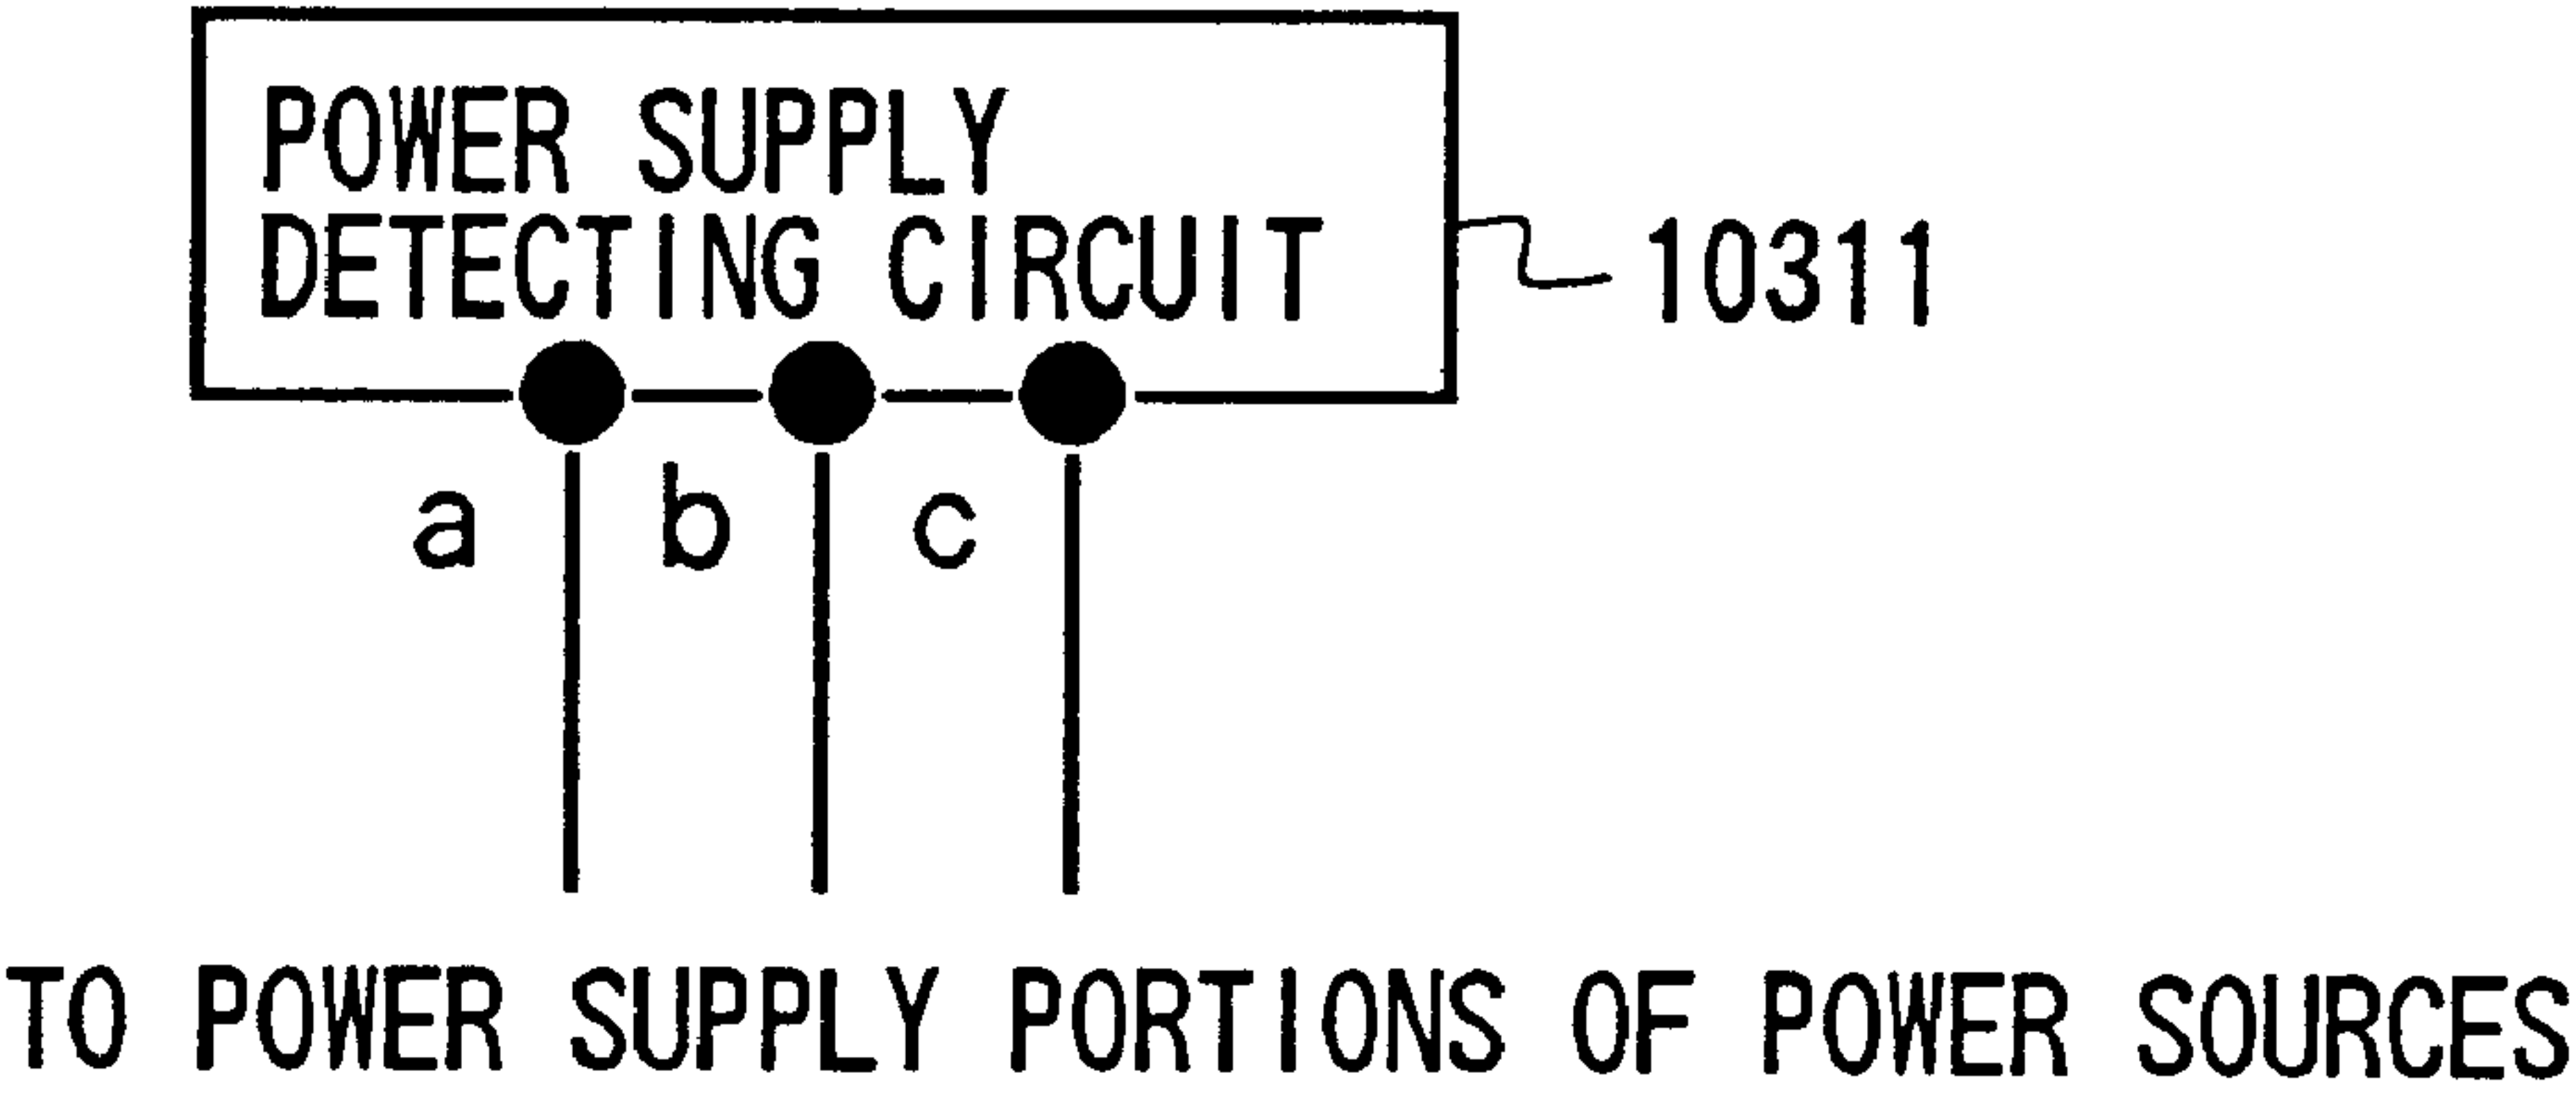 POWER SUPPLY
DETECTING CIRCUIT
10311
a b c
TO POWER SUPPLY PORTIONS OF POWER SOURCES